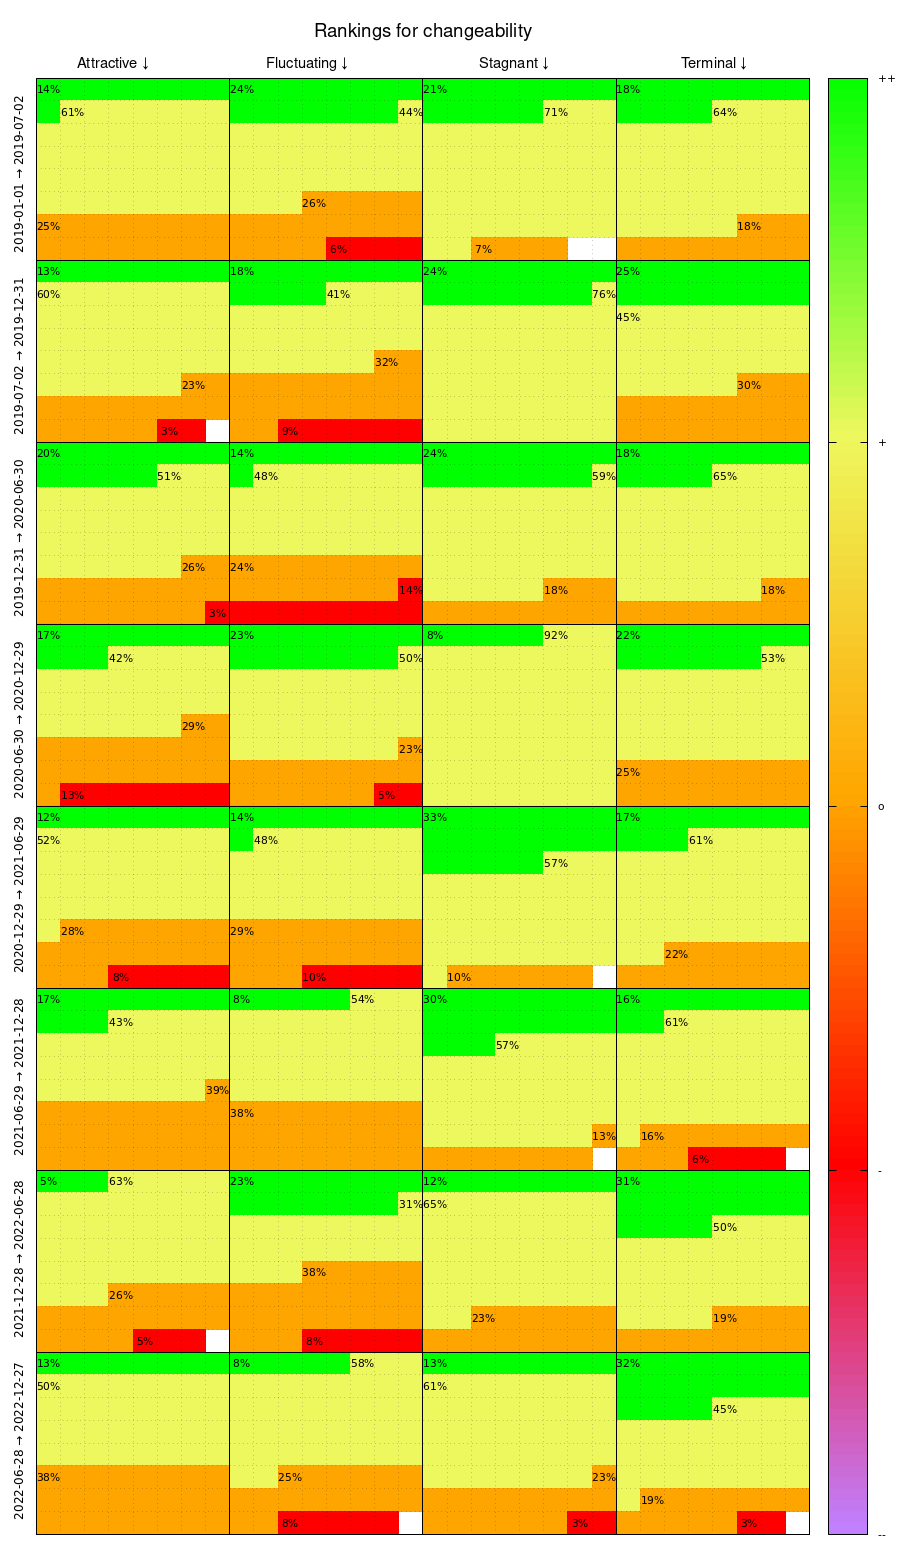 Rankings for changeability
Attractive ↓ Fluctuating ↓ Stagnant ↓ Terminal ↓
++
+
o
-
--
2019-01-01 → 2019-07-02
14% 24% 21% 18%
61% 44% 71% 64%
26%
25% 18%
6% 7%
2019-07-02 → 2019-12-31
13% 18% 24% 25%
60% 41% 76%
45%
32%
23% 30%
3% 9%
2019-12-31 → 2020-06-30
20% 14% 24% 18%
51% 48% 59% 65%
26% 24%
14% 18% 18%
3%
2020-06-30 → 2020-12-29
17% 23% 8% 92% 22%
42% 50% 53%
29%
23%
25%
13% 5%
2020-12-29 → 2021-06-29
12% 14% 33% 17%
52% 48% 61%
57%
28% 29%
22%
8% 10% 10%
2021-06-29 → 2021-12-28
17% 8% 54% 30% 16%
43% 61%
57%
39%
38%
13% 16%
6%
2021-12-28 → 2022-06-28
5% 63% 23% 12% 31%
31% 65%
50%
38%
26%
23% 19%
5% 8%
2022-06-28 → 2022-12-27
13% 8% 58% 13% 32%
50% 61%
45%
38% 25% 23%
19%
8% 3% 3%